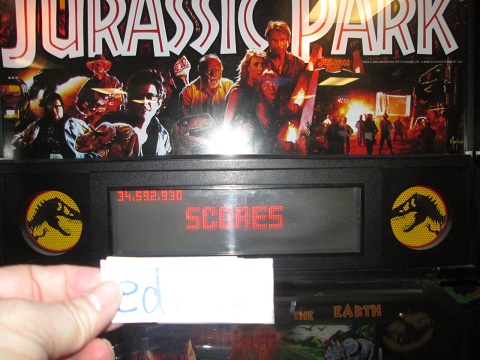 JURASSIC PARK
34.592.930
SCORES
ed
THE EARTH